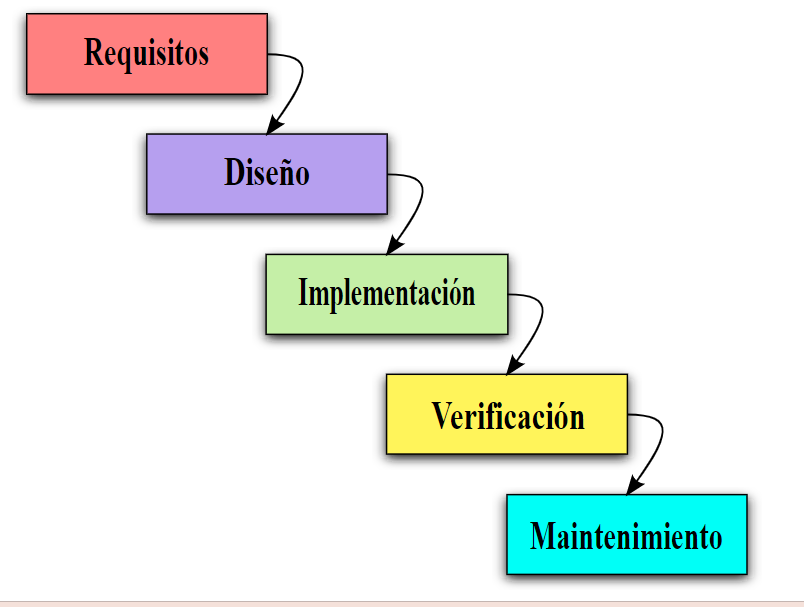 Requisitos
Diseño
Implementación
Verificación
Maintenimiento